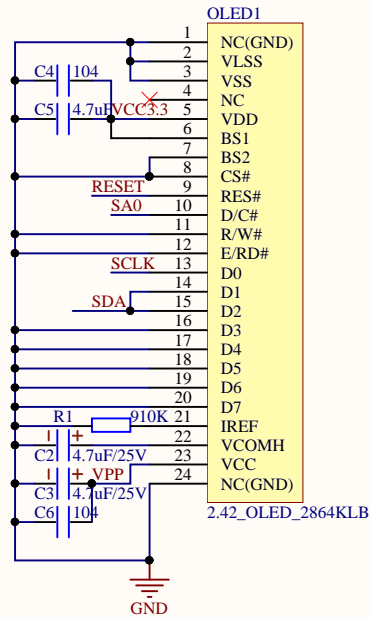 OLED1
1 NC(GND)
2 VLSS
3 VSS
C4 104
4 NC
C5 4.7uF VCC3.3 5 VDD
6 BS1
7 BS2
8 CS#
RESET 9 RES#
SA0 10 D/C#
11 R/W#
12 E/RD#
SCLK 13 D0
14 D1
SDA 15 D2
16 D3
17 D4
18 D5
19 D6
20 D7
R1 910K 21 IREF
22 VCOMH
C2 4.7uF/25V
VPP 23 VCC
24 NC(GND)
C3 4.7uF/25V
C6 104
2.42_OLED_2864KLB
GND